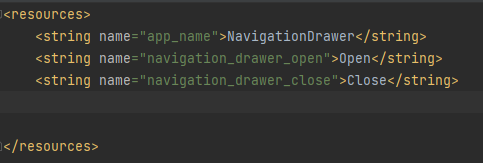 <resources>
    <string name="app_name">NavigationDrawer</string>
    <string name="navigation_drawer_open">Open</string>
    <string name="navigation_drawer_close">Close</string>
</resources>